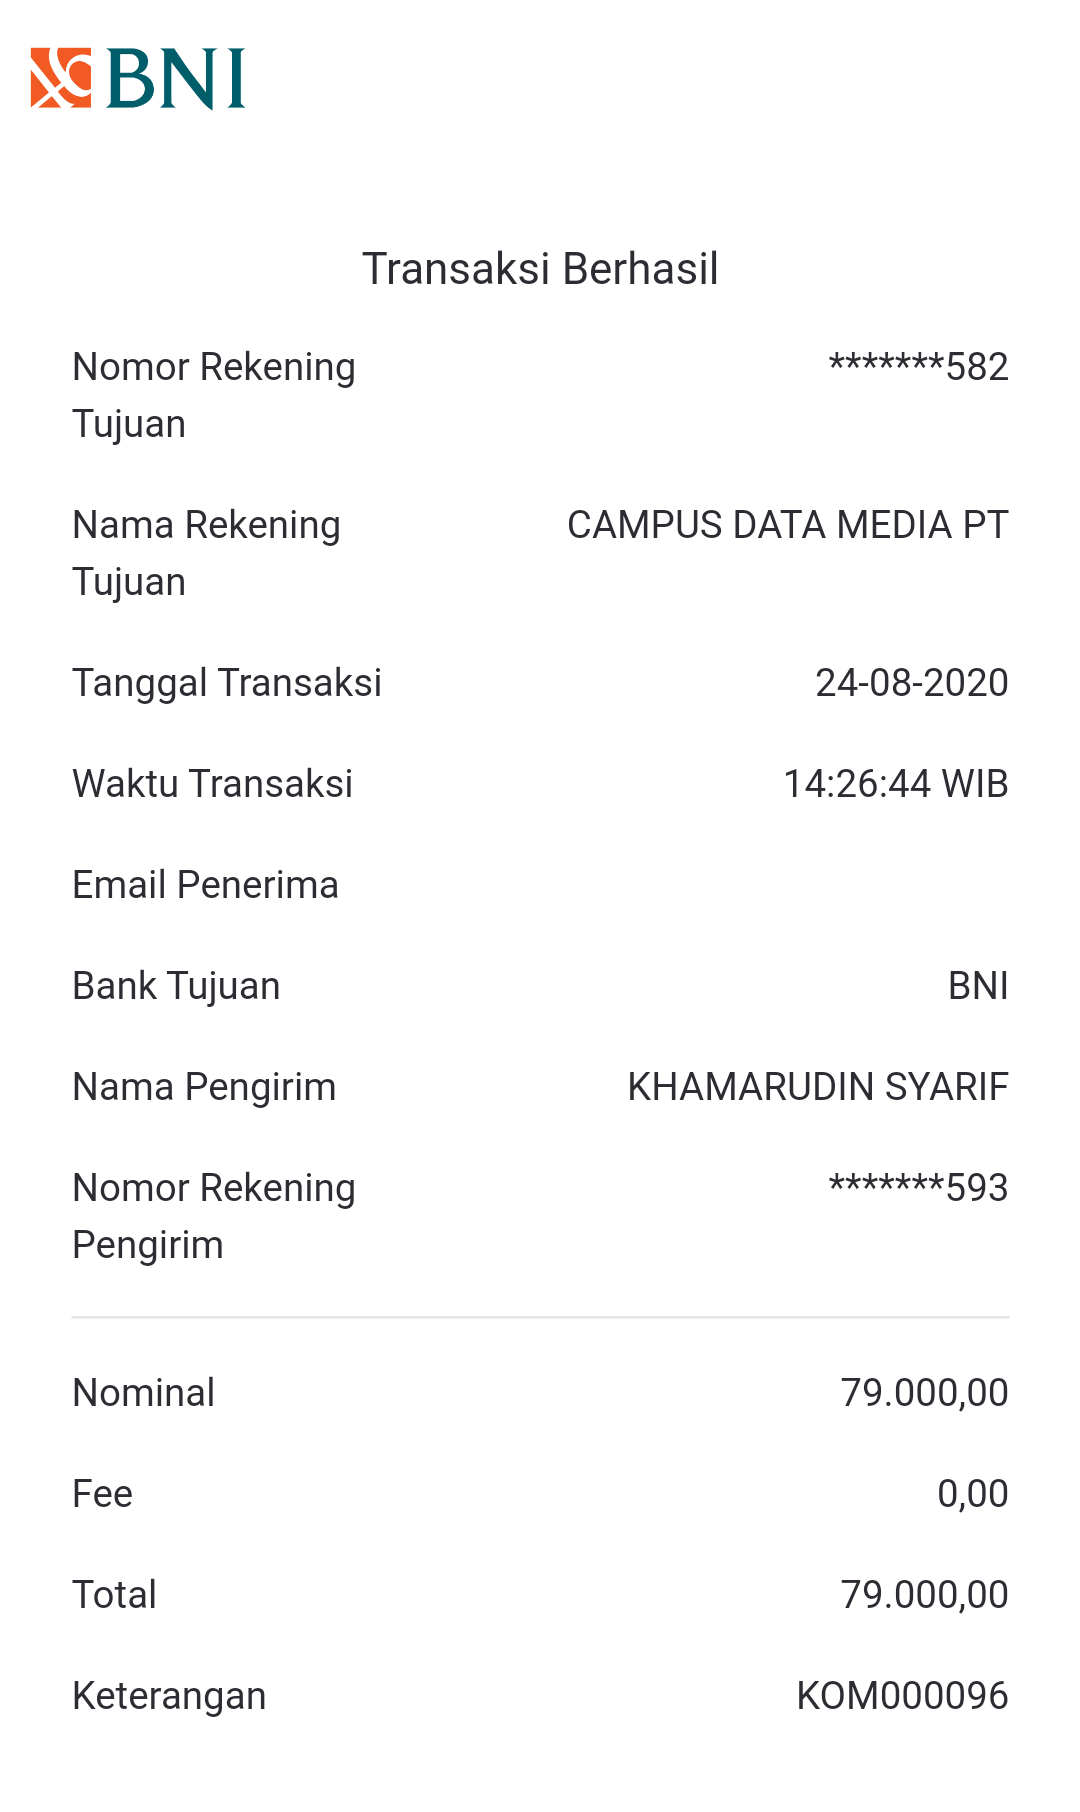 BNI
Transaksi Berhasil
Nomor Rekening Tujuan *******582
Nama Rekening Tujuan CAMPUS DATA MEDIA PT
Tanggal Transaksi 24-08-2020
Waktu Transaksi 14:26:44 WIB
Email Penerima
Bank Tujuan BNI
Nama Pengirim KHAMARUDIN SYARIF
Nomor Rekening Pengirim *******593
Nominal 79.000,00
Fee 0,00
Total 79.000,00
Keterangan KOM000096